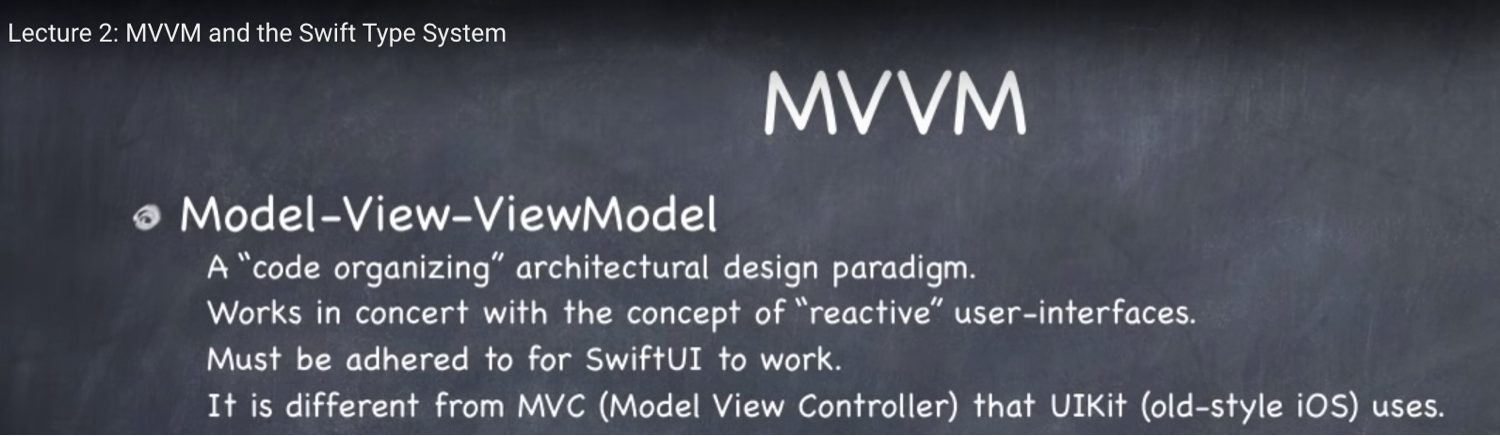 Lecture 2: MVVM and the Swift Type System
MVVM
Model-View-ViewModel
A “code organizing” architectural design paradigm.
Works in concert with the concept of “reactive” user-interfaces.
Must be adhered to for SwiftUI to work.
It is different from MVC (Model View Controller) that UIKit (old-style iOS) uses.